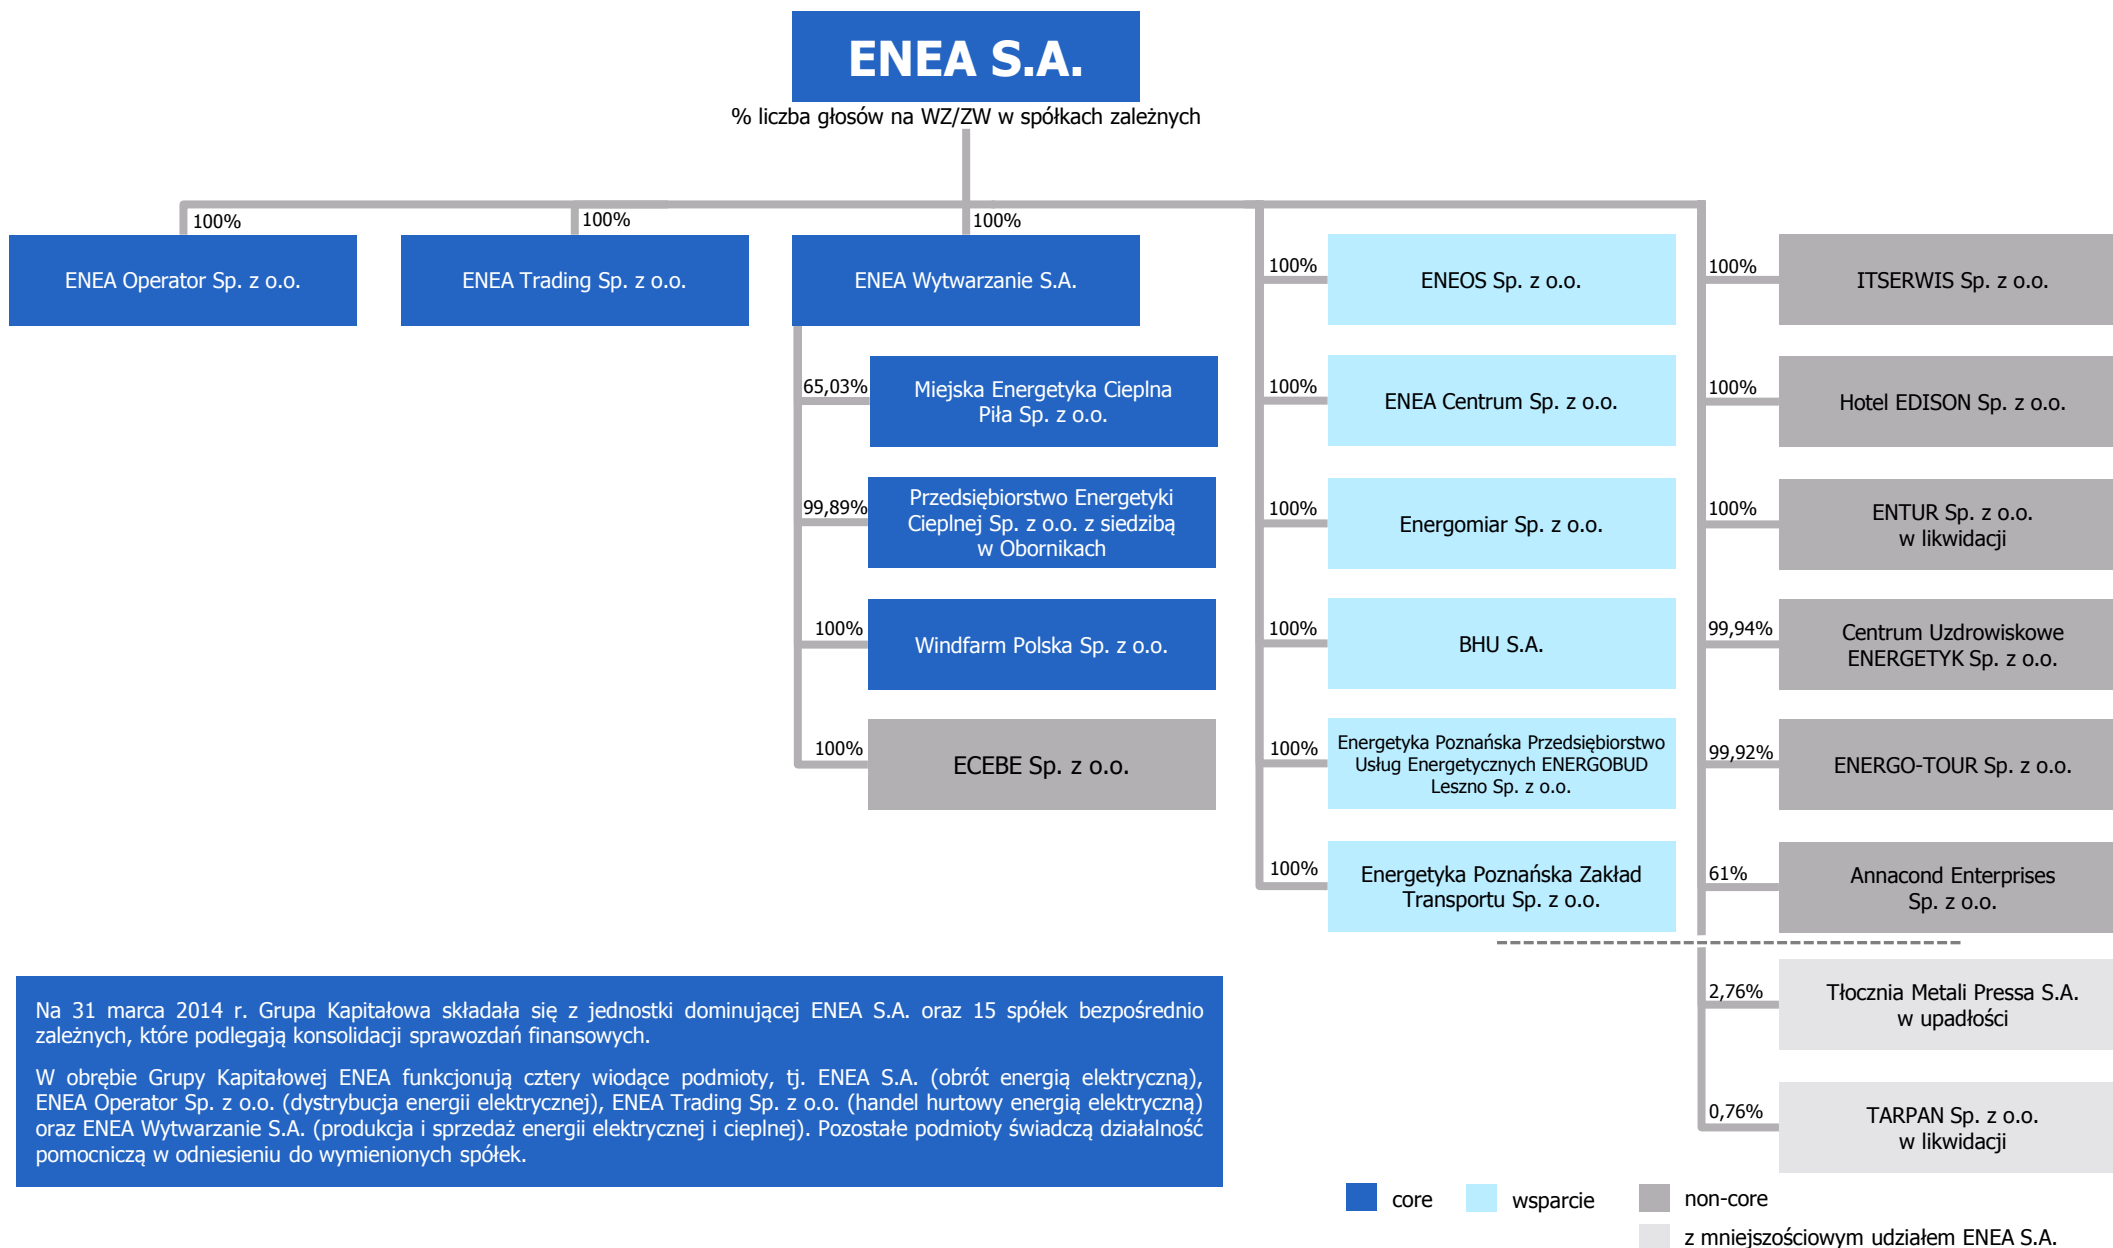 ENEA S.A.
% liczba głosów na WZ/ZW w spółkach zależnych
100%
100%
100%
ENEA Operator Sp. z o.o.
ENEA Trading Sp. z o.o.
ENEA Wytwarzanie S.A.
65,03%
Miejska Energetyka Cieplna
Piła Sp. z o.o.
99,89%
Przedsiębiorstwo Energetyki
Cieplnej Sp. z o.o. z siedzibą
w Obornikach
100%
Windfarm Polska Sp. z o.o.
100%
ECEBE Sp. z o.o.
100%
ENEOS Sp. z o.o.
100%
ENEA Centrum Sp. z o.o.
100%
Energomiar Sp. z o.o.
100%
BHU S.A.
100%
Energetyka Poznańska Przedsiębiorstwo
Usług Energetycznych ENERGOBUD
Leszno Sp. z o.o.
100%
Energetyka Poznańska Zakład
Transportu Sp. z o.o.
100%
ITSERWIS Sp. z o.o.
100%
Hotel EDISON Sp. z o.o.
100%
ENTUR Sp. z o.o.
w likwidacji
99,94%
Centrum Uzdrowiskowe
ENERGETYK Sp. z o.o.
99,92%
ENERGO-TOUR Sp. z o.o.
61%
Annacond Enterprises
Sp. z o.o.
2,76%
Tłocznia Metali Pressa S.A.
w upadłości
0,76%
TARPAN Sp. z o.o.
w likwidacji
Na 31 marca 2014 r. Grupa Kapitałowa składała się z jednostki dominującej ENEA S.A. oraz 15 spółek bezpośrednio
zależnych, które podlegają konsolidacji sprawozdań finansowych.
W obrębie Grupy Kapitałowej ENEA funkcjonują cztery wiodące podmioty, tj. ENEA S.A. (obrót energią elektryczną),
ENEA Operator Sp. z o.o. (dystrybucja energii elektrycznej), ENEA Trading Sp. z o.o. (handel hurtowy energią elektryczną)
oraz ENEA Wytwarzanie S.A. (produkcja i sprzedaż energii elektrycznej i cieplnej). Pozostałe podmioty świadczą działalność
pomocniczą w odniesieniu do wymienionych spółek.
core
wsparcie
non-core
z mniejszościowym udziałem ENEA S.A.